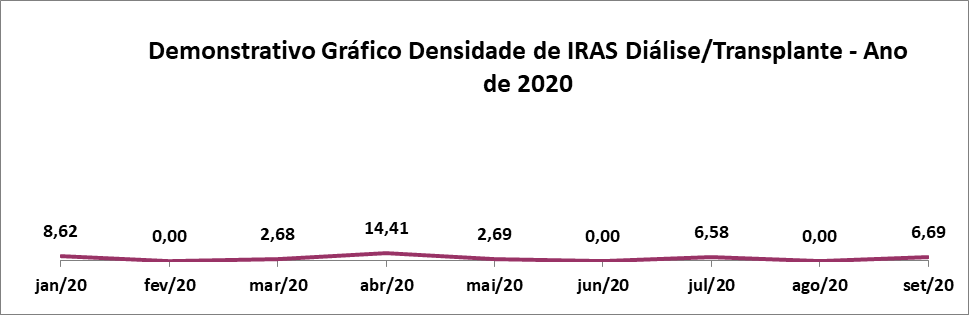 Demonstrativo Gráfico Densidade de IRAS Diálise/Transplante - Ano
de 2020
8,62 0,00 2,68 14,41 2,69 0,00 6,58 0,00 6,69
jan/20 fev/20 mar/20 abr/20 mai/20 jun/20 jul/20 ago/20 set/20